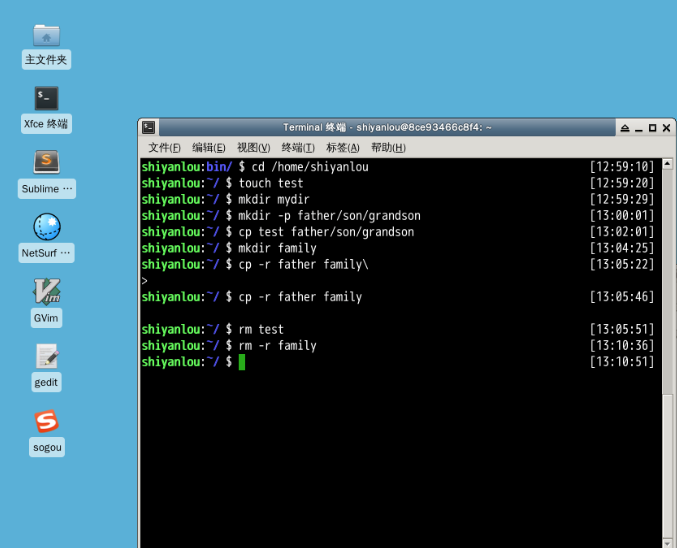 主文件夹
Xfce 终端
Sublime ...
NetSurf ...
GVim
gedit
sogou
Terminal 终端 - shiyanlou@8ce93466c8f4: ~
文件(F) 编辑(E) 视图(V) 终端(T) 标签(A) 帮助(H)
shiyanlou:bin/ $ cd /home/shiyanlou [12:59:10]
shiyanlou:~/ $ touch test [12:59:20]
shiyanlou:~/ $ mkdir mydir [12:59:29]
shiyanlou:~/ $ mkdir -p father/son/grandson [13:00:01]
shiyanlou:~/ $ cp test father/son/grandson [13:02:01]
shiyanlou:~/ $ mkdir family [13:04:25]
shiyanlou:~/ $ cp -r father family\ [13:05:22]
>
shiyanlou:~/ $ cp -r father family [13:05:46]
shiyanlou:~/ $ rm test [13:05:51]
shiyanlou:~/ $ rm -r family [13:10:36]
shiyanlou:~/ $ [13:10:51]